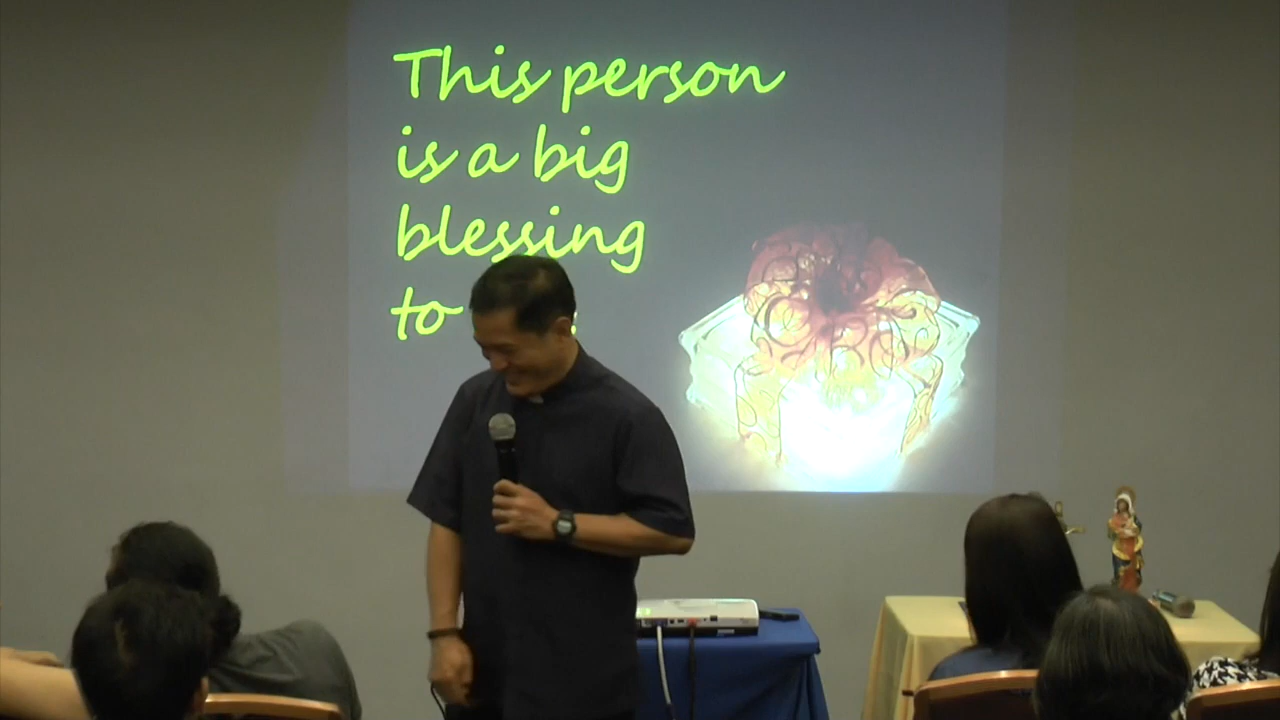 This person
is a big
blessing
to